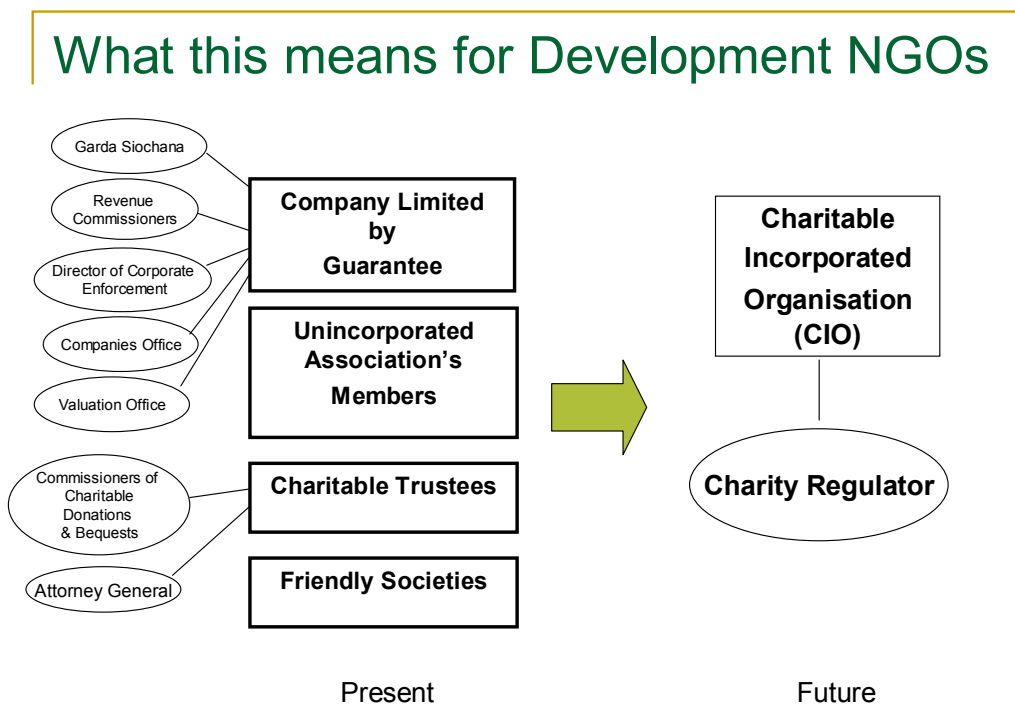 What this means for Development NGOs
Garda Siochana
Revenue
Commissioners
Director of Corporate
Enforcement
Companies Office
Valuation Office
Commissioners of
Charitable
Donations
& Bequests
Attorney General
Company Limited
by
Guarantee
Unincorporated
Association’s
Members
Charitable Trustees
Friendly Societies
Charitable
Incorporated
Organisation
(CIO)
Charity Regulator
Present
Future